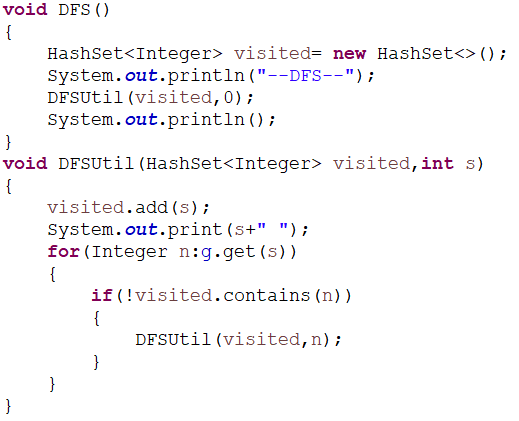 void DFS()
{
    HashSet<Integer> visited= new HashSet<>();
    System.out.println("--DFS--");
    DFSUtil(visited,0);
    System.out.println();
}
void DFSUtil(HashSet<Integer> visited,int s)
{
    visited.add(s);
    System.out.print(s+" ");
    for(Integer n:g.get(s))
    {
        if(!visited.contains(n))
        {
            DFSUtil(visited,n);
        }
    }
}